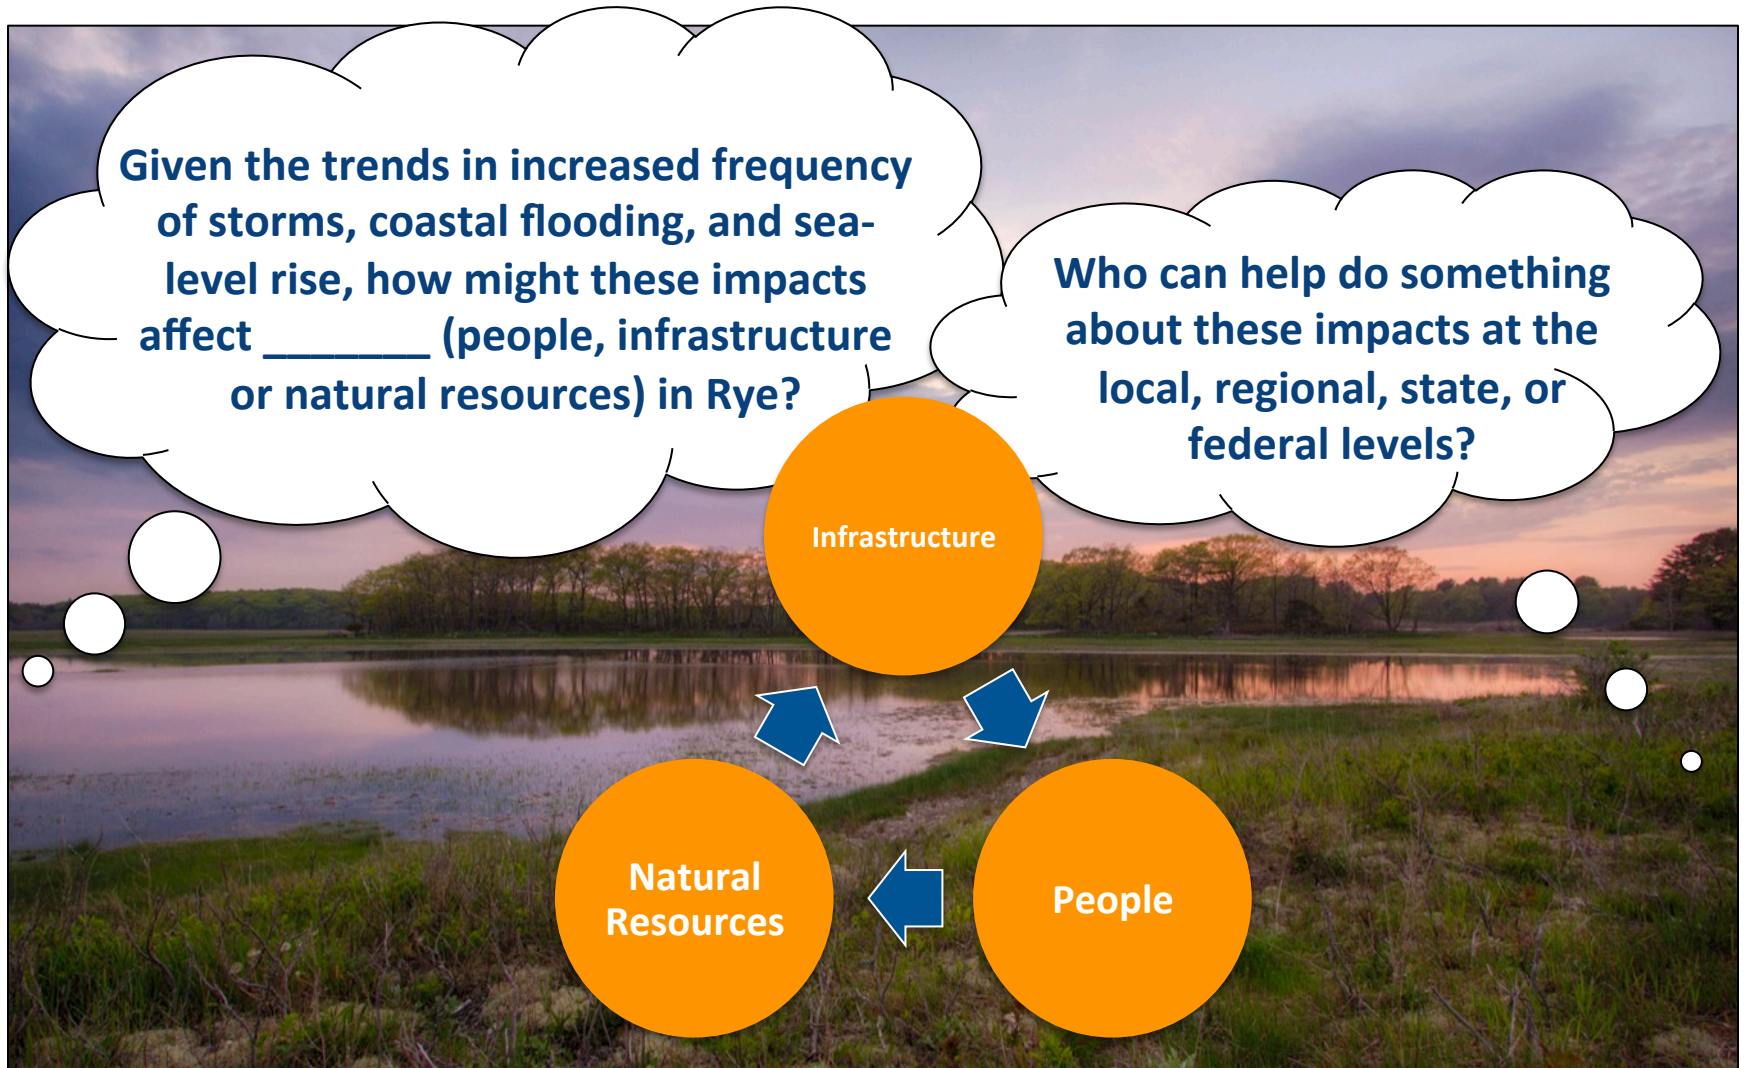 Given the trends in increased frequency
of storms, coastal flooding, and sea-
level rise, how might these impacts
affect _______ (people, infrastructure
or natural resources) in Rye?
Who can help do something
about these impacts at the
local, regional, state, or
federal levels?
Infrastructure
Natural
Resources
People